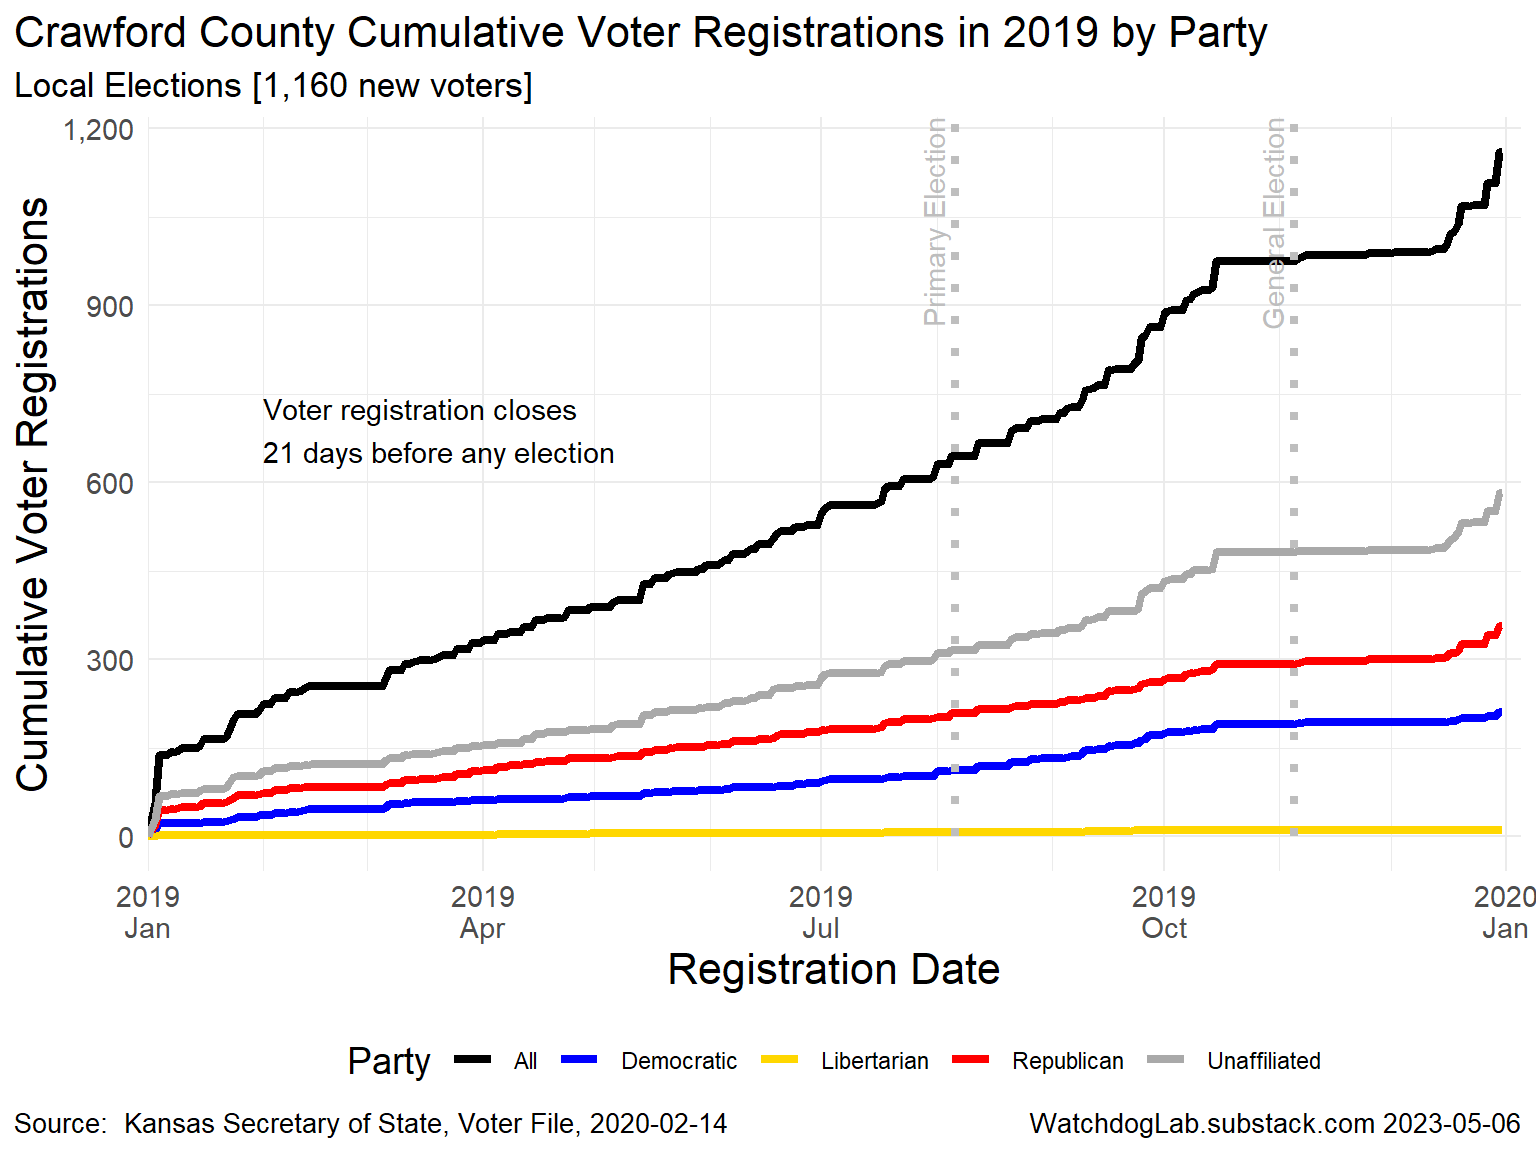 Crawford County Cumulative Voter Registrations in 2019 by Party
Local Elections [1,160 new voters]
Cumulative Voter Registrations
1,200
900
600
300
0
Primary Election
General Election
Voter registration closes
21 days before any election
2019 2019 2019 2019 2020
Jan Apr Jul Oct Jan
Registration Date
Party All Democratic Libertarian Republican Unaffiliated
Source:  Kansas Secretary of State, Voter File, 2020-02-14
WatchdogLab.substack.com 2023-05-06